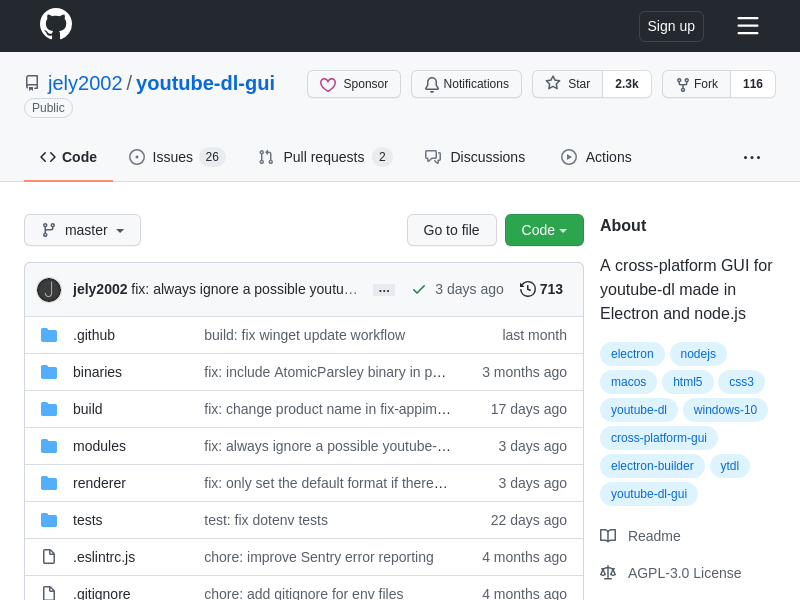 Sign up
jely2002 / youtube-dl-gui
Public
Sponsor
Notifications
Star 2.3k
Fork 116
Code
Issues 26
Pull requests 2
Discussions
Actions
master
Go to file
Code
jely2002 fix: always ignore a possible youtu… … 3 days ago 713
.github build: fix winget update workflow last month
binaries fix: include AtomicParsley binary in p… 3 months ago
build fix: change product name in fix-appim… 17 days ago
modules fix: always ignore a possible youtube-… 3 days ago
renderer fix: only set the default format if there… 3 days ago
tests test: fix dotenv tests 22 days ago
.eslintrc.js chore: improve Sentry error reporting 4 months ago
.gitignore chore: add gitignore for env files 4 months ago
About
A cross-platform GUI for
youtube-dl made in
Electron and node.js
electron nodejs
macos html5 css3
youtube-dl windows-10
cross-platform-gui
electron-builder ytdl
youtube-dl-gui
Readme
AGPL-3.0 License